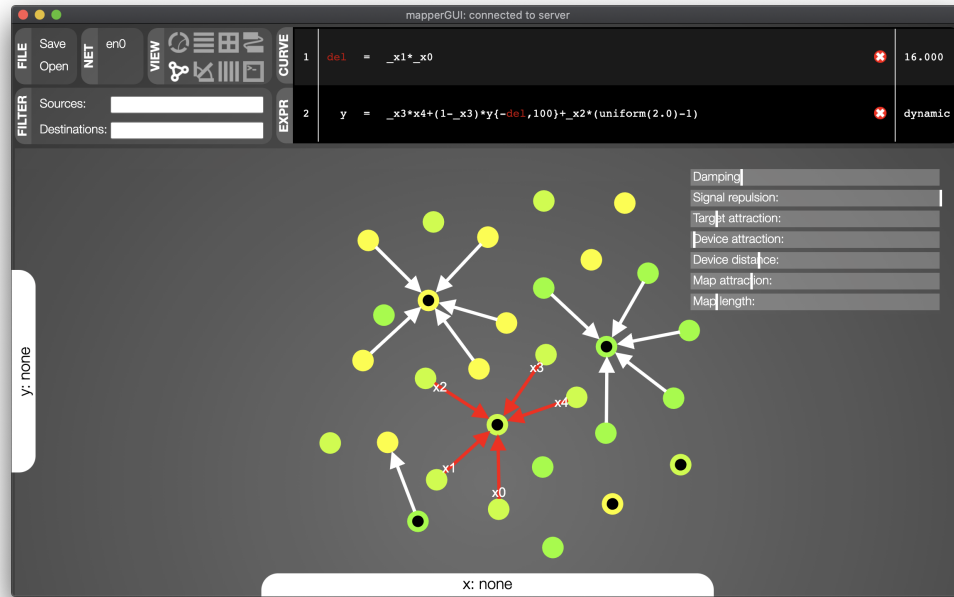 mapperGUI: connected to server
FILE
Save
Open
NET
en0
VIEW
FILTER
Sources:
Destinations:
CURVE
EXPR
1 del = _x1*_x0 16.000
2 y = _x3*x4+(1-_x3)*y{-del,100}+_x2*(uniform(2.0)-1) dynamic
Damping
Signal repulsion:
Target attraction:
Device attraction:
Device distance:
Map attraction:
Map length:
x3
x2
x4
x1
x0
y: none
x: none